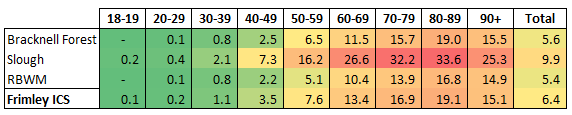 18-19 20-29 30-39 40-49 50-59 60-69 70-79 80-89 90+ Total
Bracknell Forest - 0.1 0.8 2.5 6.5 11.5 15.7 19.0 15.5 5.6
Slough 0.2 0.4 2.1 7.3 16.2 26.6 32.2 33.6 25.3 9.9
RBWM - 0.1 0.8 2.2 5.1 10.4 13.9 16.8 14.9 5.4
Frimley ICS 0.1 0.2 1.1 3.5 7.6 13.4 16.9 19.1 15.1 6.4